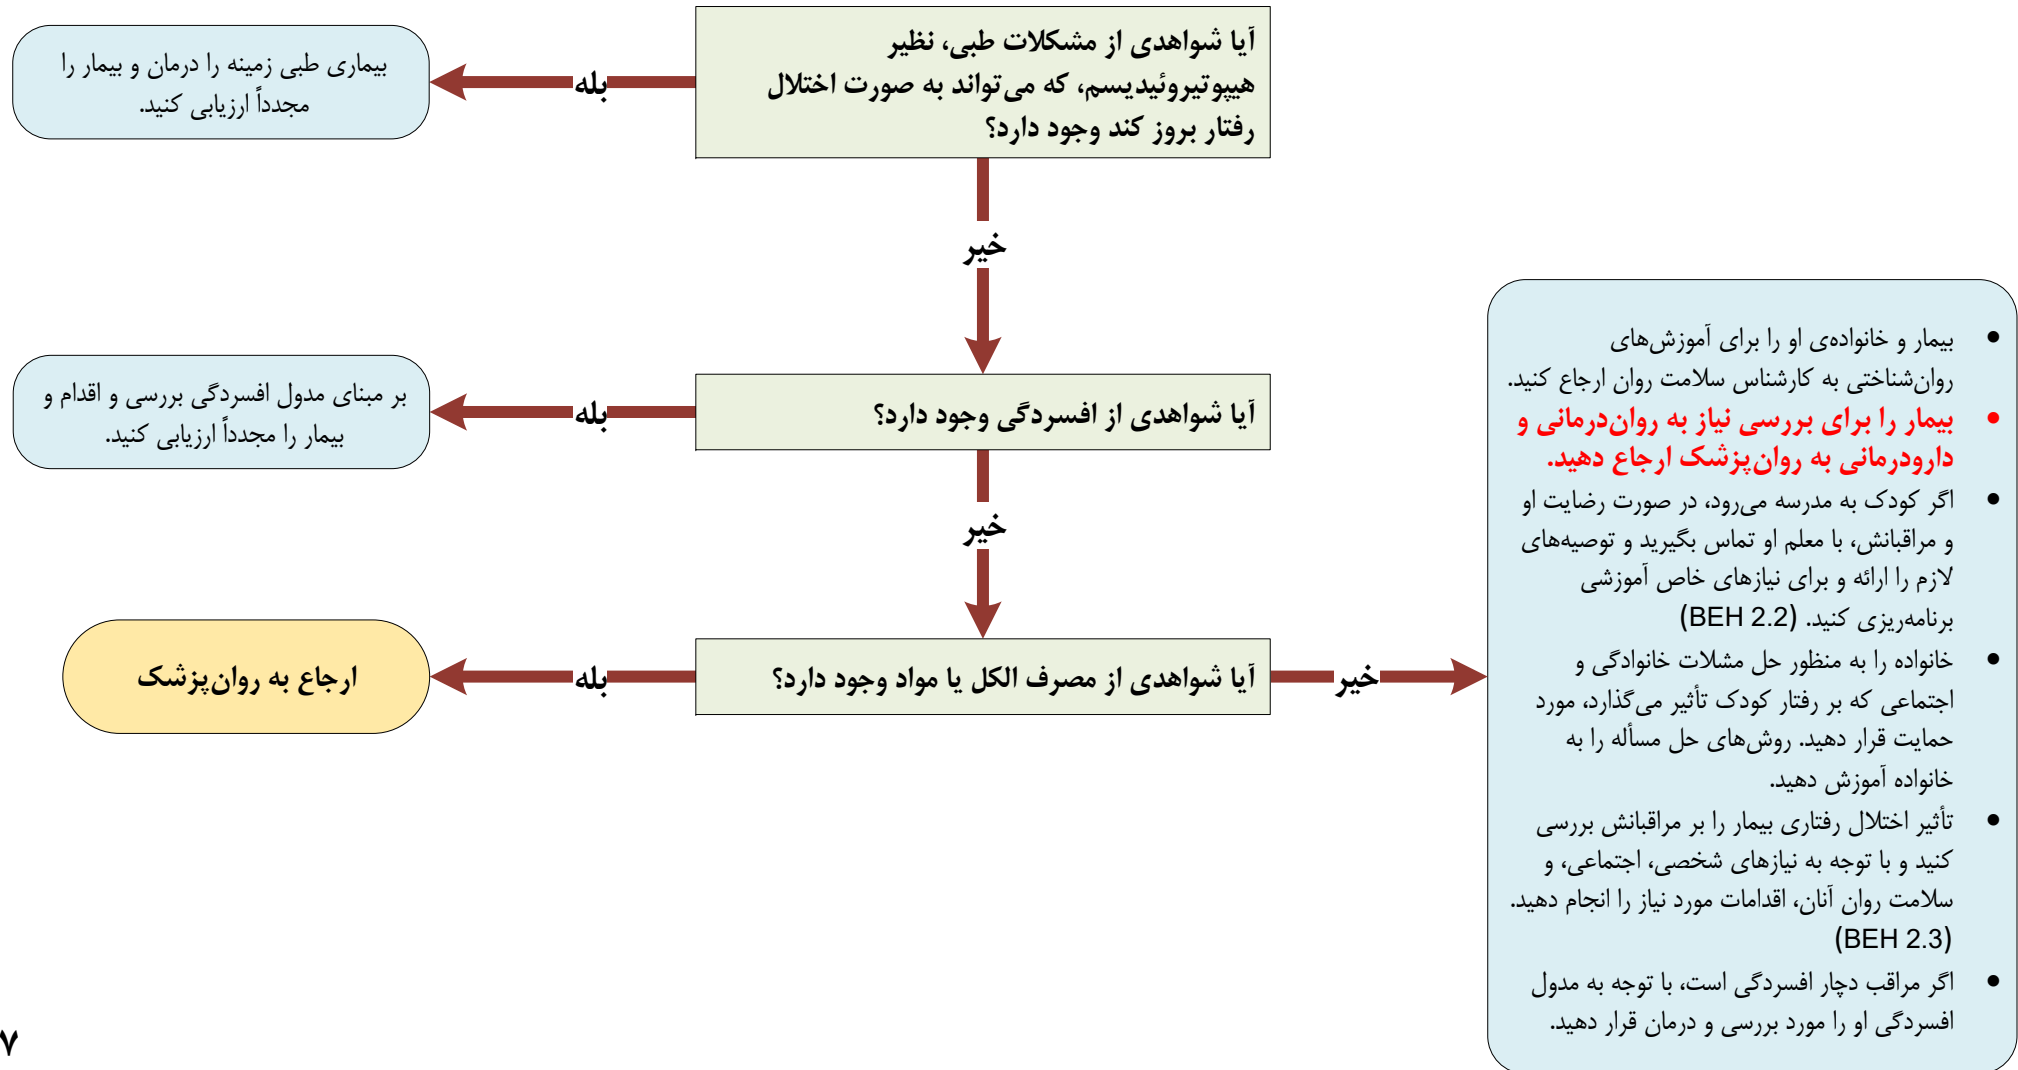 آیا شواهدی از مشکلات طبی، نظیر
هیپوتیروئیدیسم، که می‌تواند به صورت اختلال
رفتار بروز کند وجود دارد؟
بله
بیماری طبی زمینه را درمان و بیمار را
مجدداً ارزیابی کنید.
خیر
آیا شواهدی از افسردگی وجود دارد؟
بله
بر مبنای مدول افسردگی بررسی و اقدام و
بیمار را مجدداً ارزیابی کنید.
خیر
آیا شواهدی از مصرف الکل یا مواد وجود دارد؟
بله
ارجاع به روان‌پزشک
خیر
• بیمار و خانواده‌ی او را برای آموزش‌های
روان‌شناختی به کارشناس سلامت روان ارجاع کنید.
• بیمار را برای بررسی نیاز به روان‌درمانی و
دارودرمانی به روان‌پزشک ارجاع دهید.
• اگر کودک به مدرسه می‌رود، در صورت رضایت او
و مراقبانش، با معلم او تماس بگیرید و توصیه‌های
لازم را ارائه و برای نیازهای خاص آموزشی
برنامه‌ریزی کنید. (BEH 2.2)
• خانواده را به منظور حل مشلات خانوادگی و
اجتماعی که بر رفتار کودک تأثیر می‌گذارد، مورد
حمایت قرار دهید. روش‌های حل مسأله را به
خانواده آموزش دهید.
• تأثیر اختلال رفتاری بیمار را بر مراقبانش بررسی
کنید و با توجه به نیازهای شخصی، اجتماعی، و
سلامت روان آنان، اقدامات مورد نیاز را انجام دهید.
(BEH 2.3)
• اگر مراقب دچار افسردگی است، با توجه به مدول
افسردگی او را مورد بررسی و درمان قرار دهید.
۷